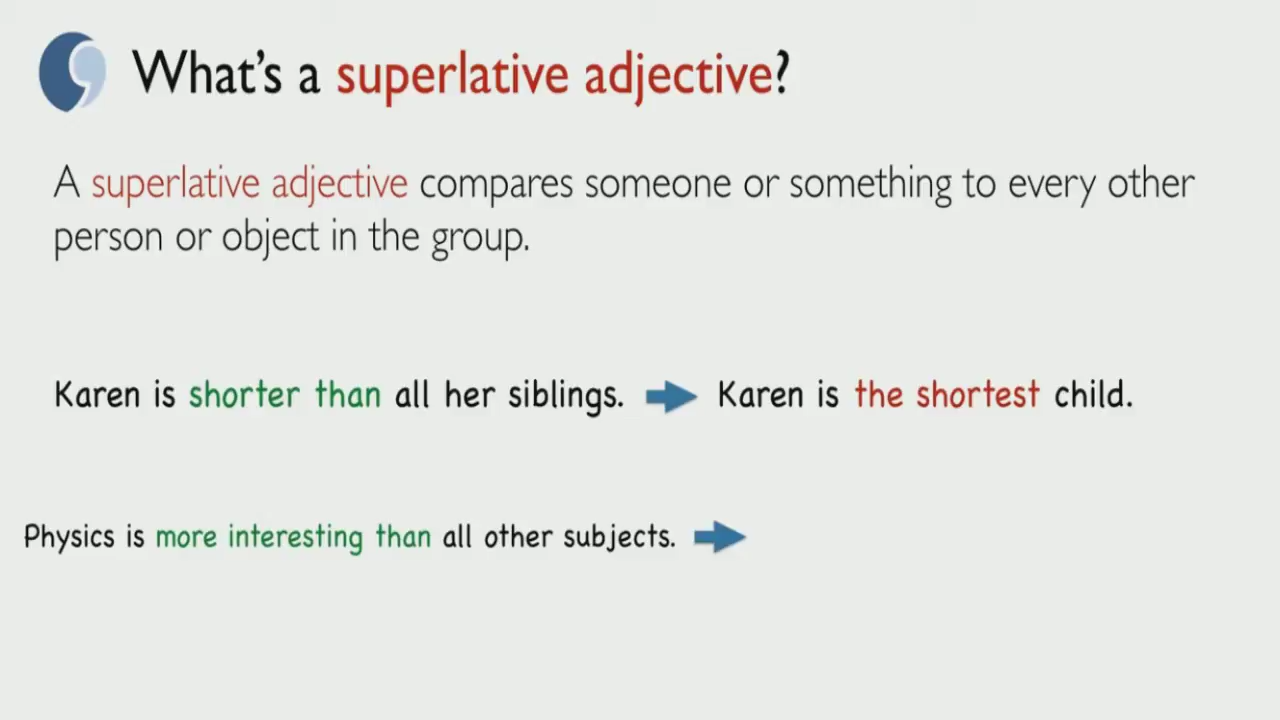 What's a superlative adjective?
A superlative adjective compares someone or something to every other
person or object in the group.
Karen is shorter than all her siblings. Karen is the shortest child.
Physics is more interesting than all other subjects.